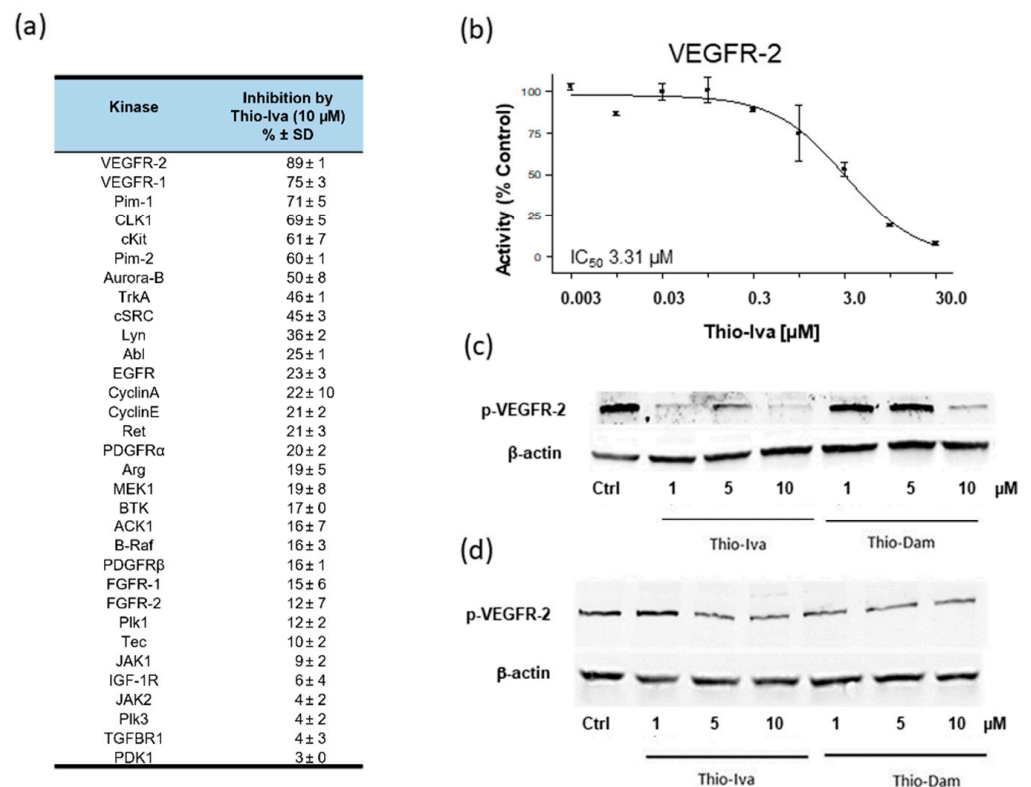 (a)
Kinase Inhibition by
Thio-Iva (10 µM)
% ± SD
VEGFR-2 89± 1
VEGFR-1 75± 3
Pim-1 71± 5
CLK1 69± 5
cKit 61± 7
Pim-2 60± 1
Aurora-B 50± 8
TrkA 46± 1
cSRC 45± 3
Lyn 36± 2
Abl 25± 1
EGFR 23± 3
CyclinA 22± 10
CyclinE 21± 2
Ret 21± 3
PDGFRα 20± 2
Arg 19± 5
MEK1 19± 8
BTK 17± 0
ACK1 16± 7
B-Raf 16± 3
PDGFRβ 16± 1
FGFR-1 15± 6
FGFR-2 12± 7
Plk1 12± 2
Tec 10± 2
JAK1 9± 2
IGF-1R 6± 4
JAK2 4± 2
Plk3 4± 2
TGFBR1 4± 3
PDK1 3± 0
(b)
VEGFR-2
Activity (% Control)
100
75
50
25
0
IC50 3.31 µM
0.003 0.03 0.3 3.0 30.0
Thio-Iva [µM]
(c)
p-VEGFR-2
β-actin
Ctrl 1 5 10 1 5 10 µM
Thio-Iva Thio-Dam
(d)
p-VEGFR-2
β-actin
Ctrl 1 5 10 1 5 10 µM
Thio-Iva Thio-Dam